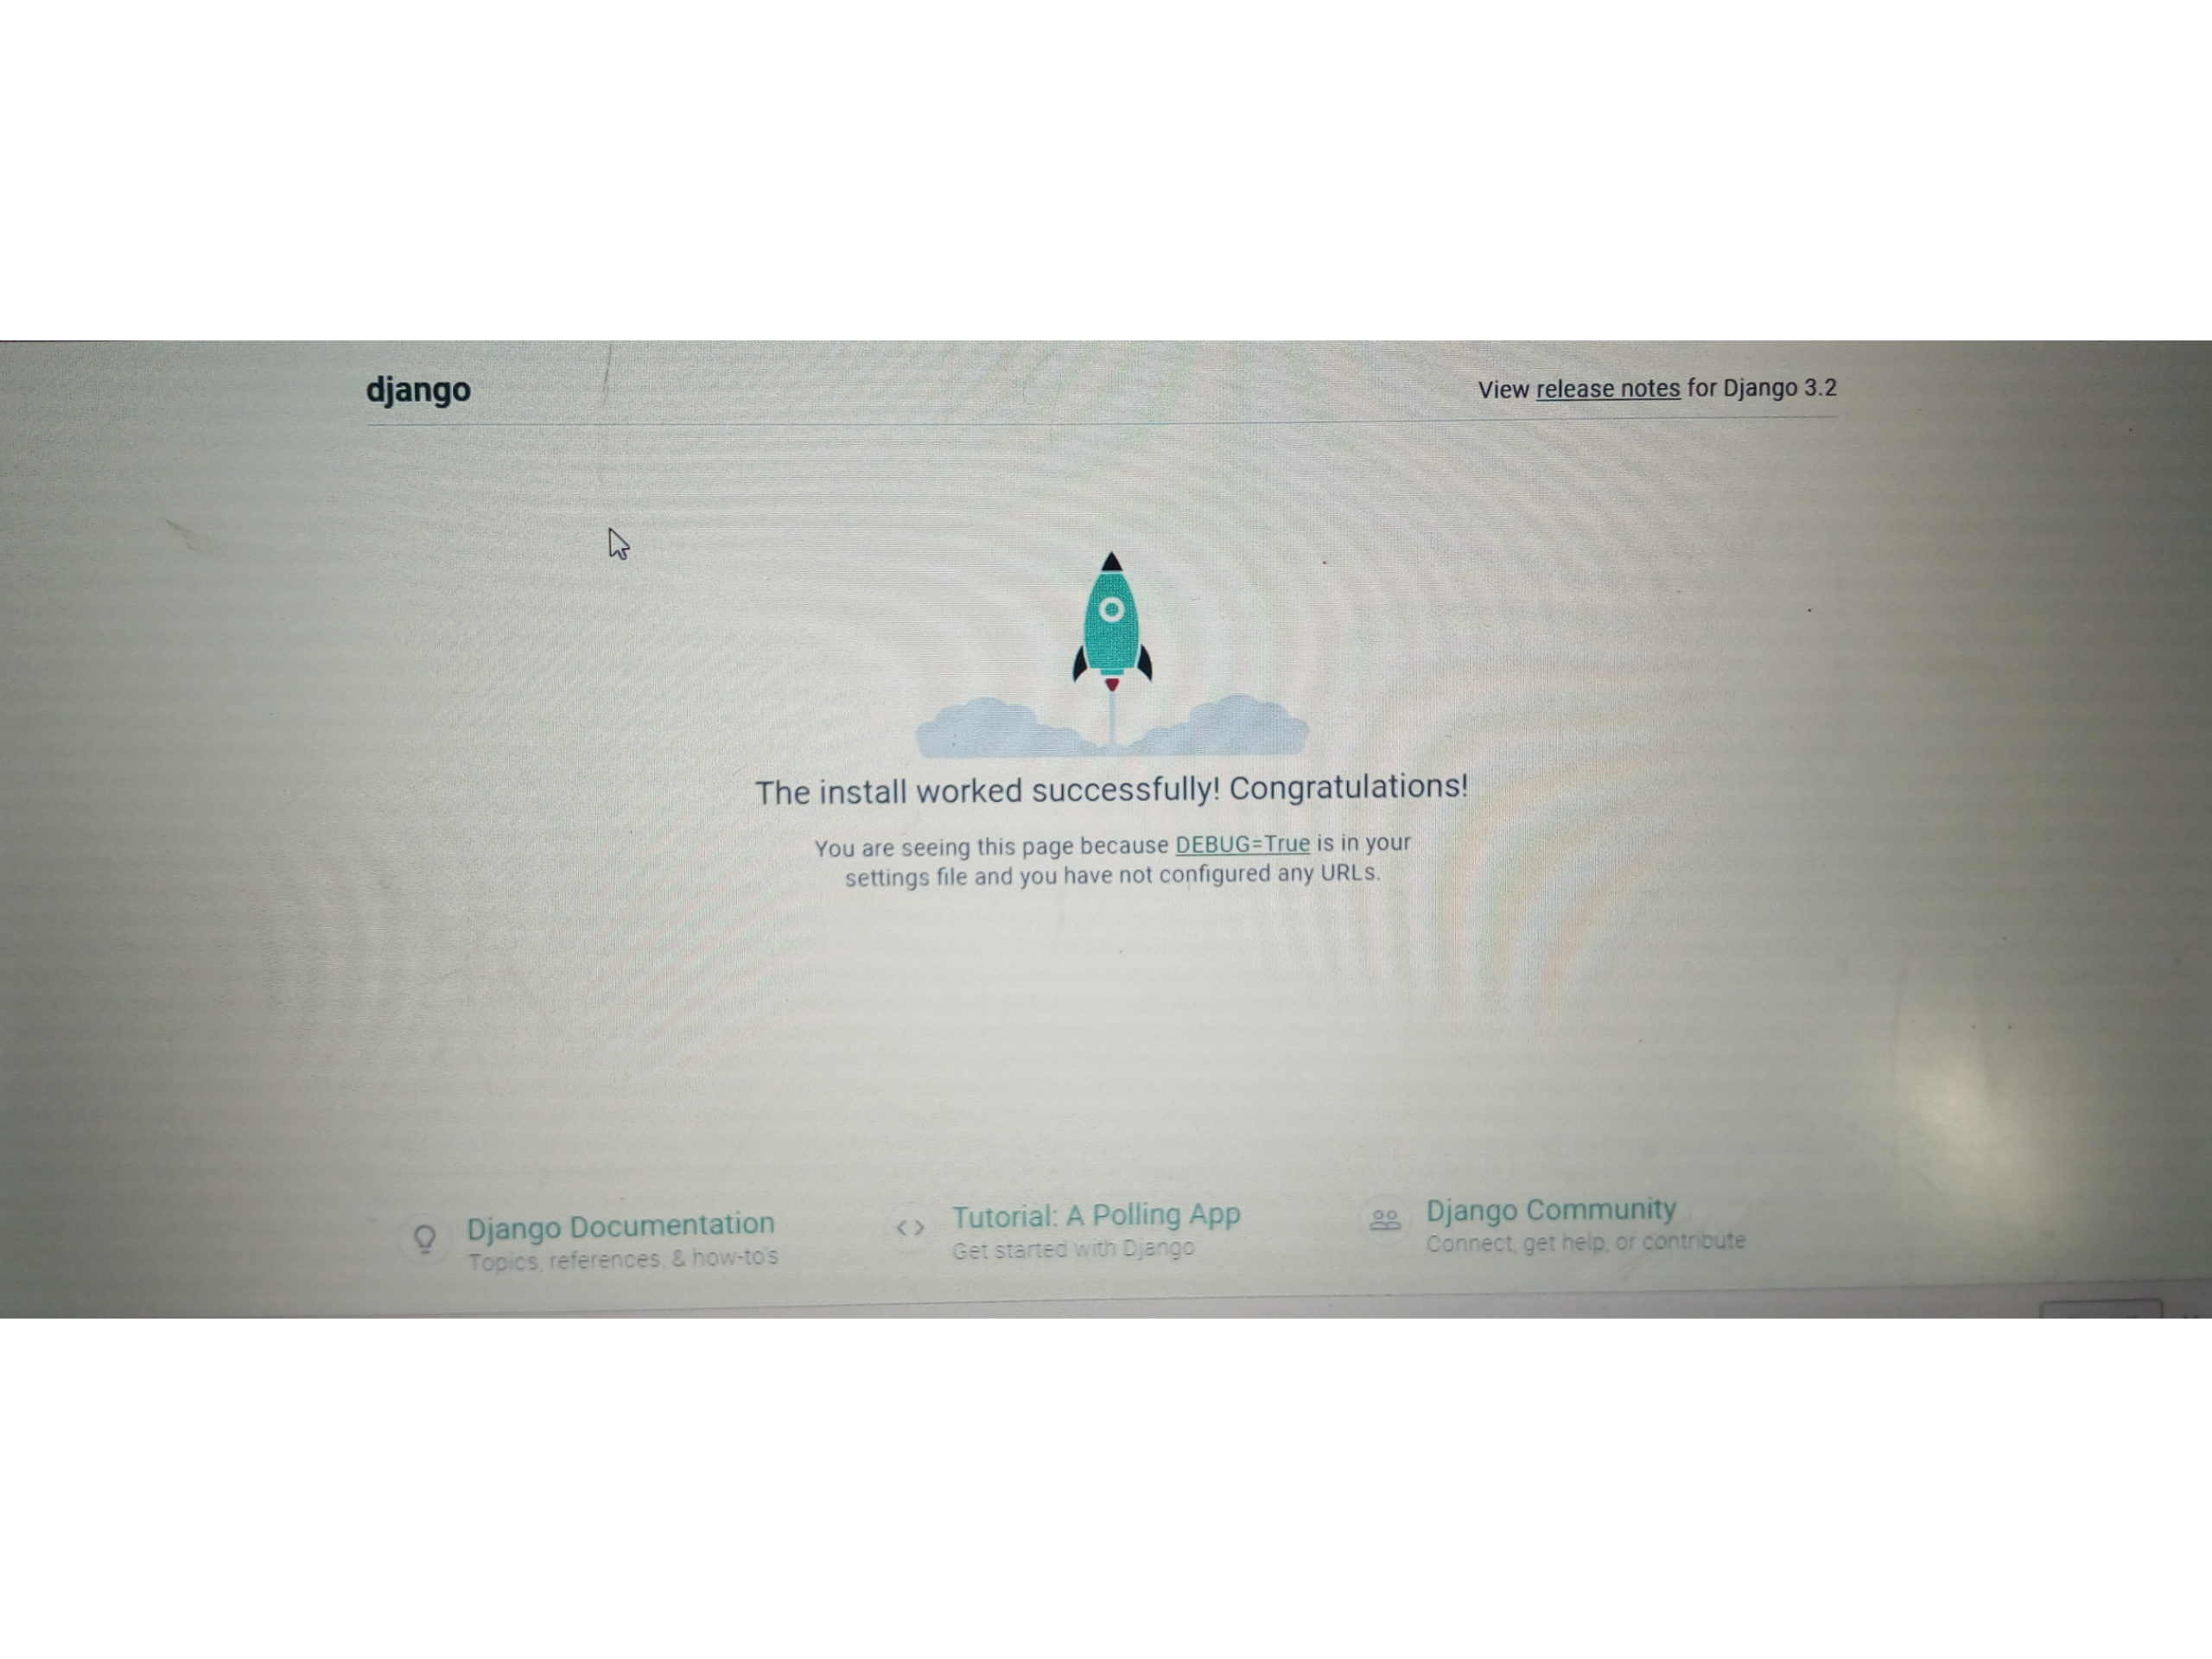 django
View release notes for Django 3.2
The install worked successfully! Congratulations!
You are seeing this page because DEBUG=True is in your
settings file and you have not configured any URLs.
Django Documentation
Topics, references, & how-to's
Tutorial: A Polling App
Get started with Django
Django Community
Connect, get help, or contribute